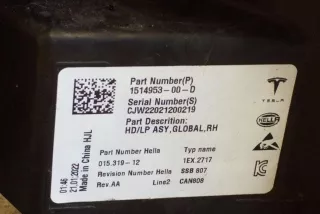 Part Number(P)
1514953-00-D
Serial Number(S)
CJW22021200219
Part Descrition:
HD/LP ASY,GLOBAL,RH
TESLA
HELLA
Part Number Hella
Typ name
015.319-12
1EX.2717
Revision Number Hella
SSB 807
Rev.AA
Line2
CAN608
01:46
21.01.2022
Made in China HJL